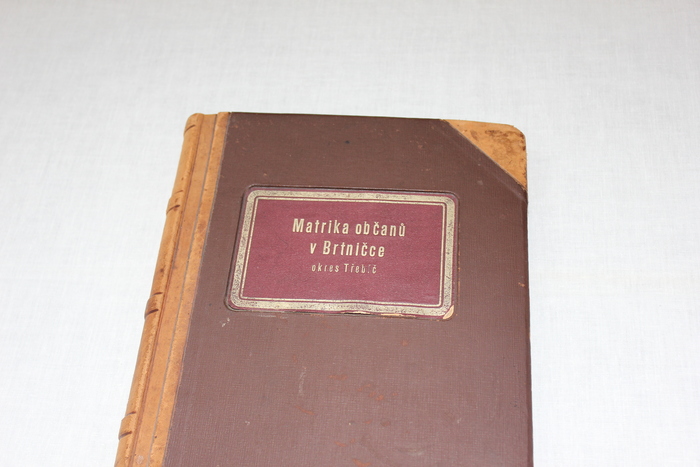 Matrika občanů
v Brtničce
okres Třebíč